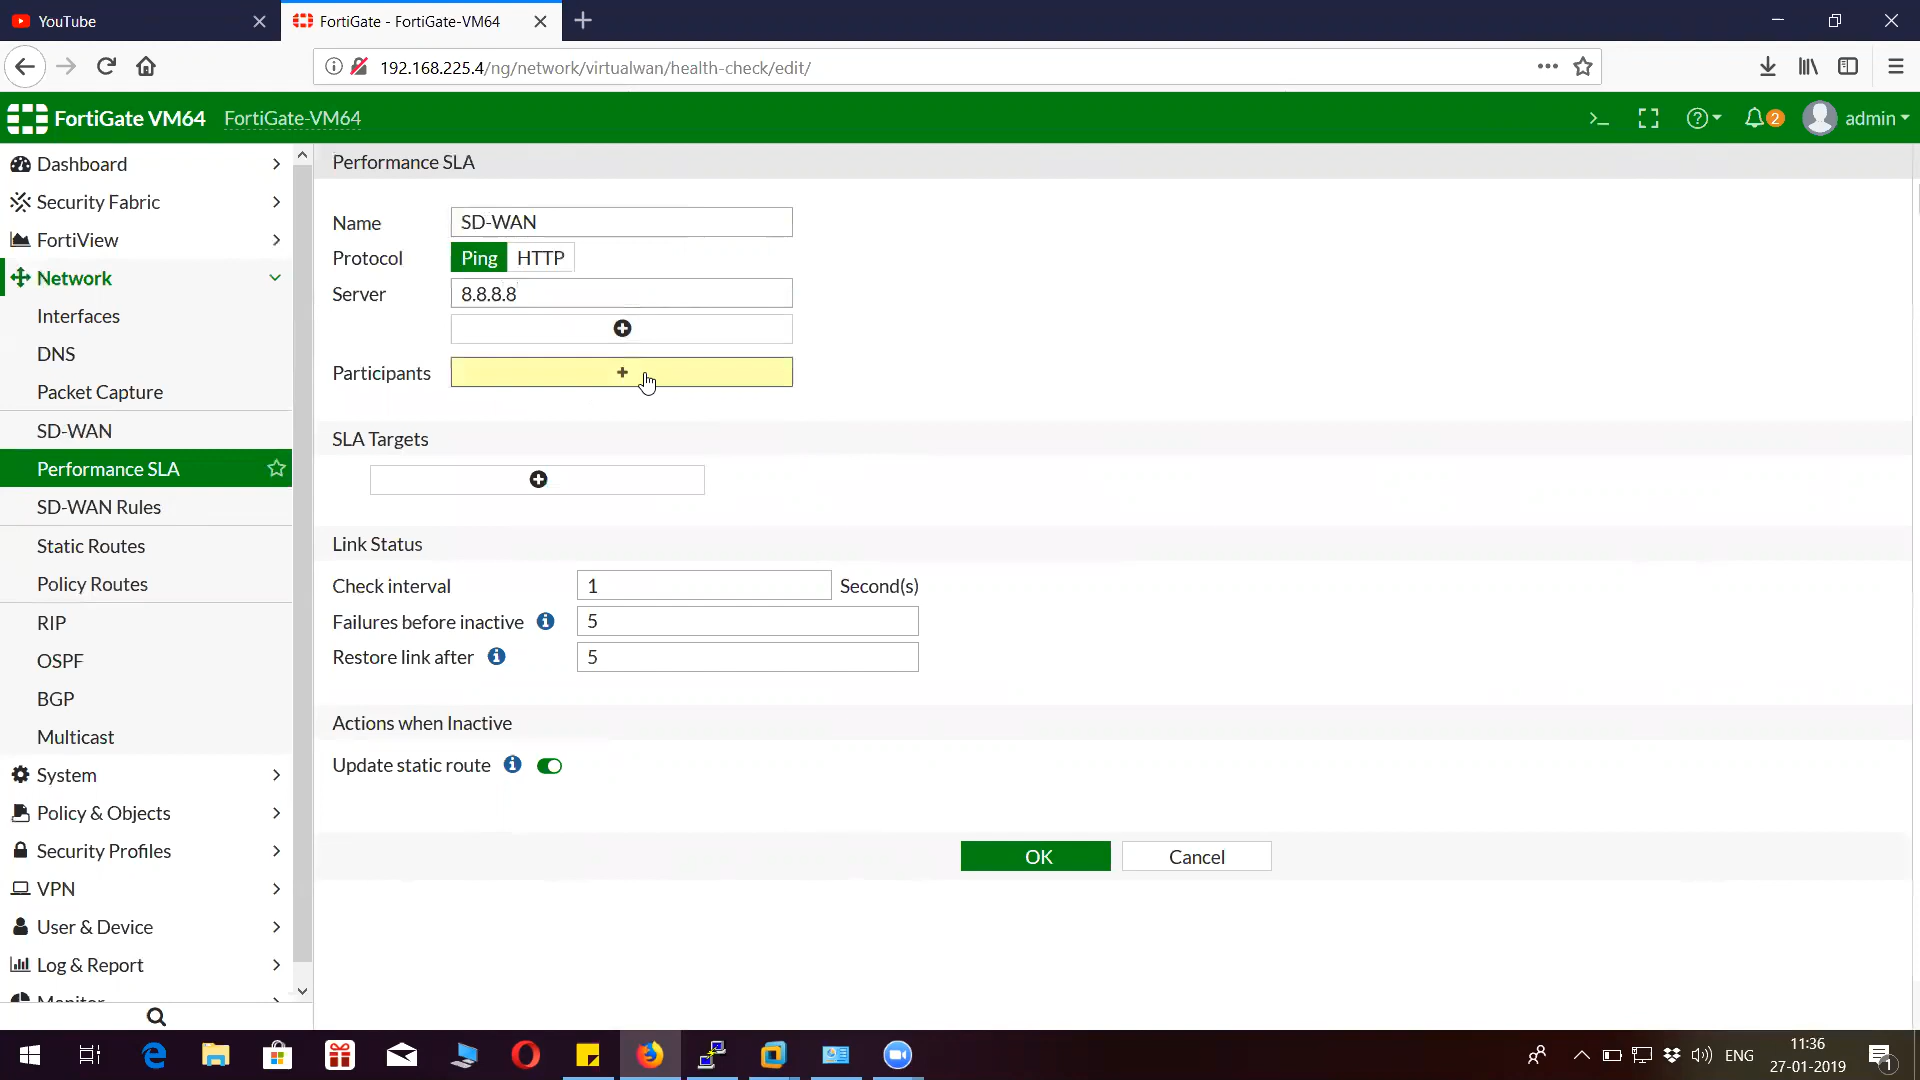 YouTube
FortiGate - FortiGate-VM64
192.168.225.4/ng/network/virtualwan/health-check/edit/
FortiGate VM64 FortiGate-VM64
2 admin
Dashboard
Security Fabric
FortiView
Network
Interfaces
DNS
Packet Capture
SD-WAN
Performance SLA
SD-WAN Rules
Static Routes
Policy Routes
RIP
OSPF
BGP
Multicast
System
Policy & Objects
Security Profiles
VPN
User & Device
Log & Report
Monitor
Performance SLA
Name SD-WAN
Protocol Ping HTTP
Server 8.8.8.8
Participants
SLA Targets
Link Status
Check interval 1 Second(s)
Failures before inactive 5
Restore link after 5
Actions when Inactive
Update static route
OK Cancel
ENG
11:36
27-01-2019
1